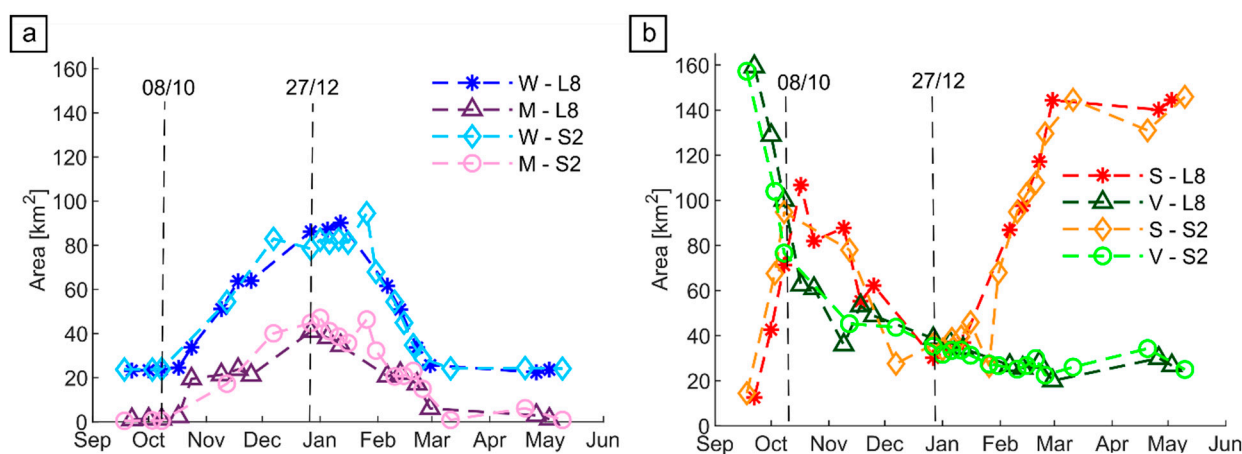 a
Area [km²]
160
140
120
100
80
60
40
20
0
Sep Oct Nov Dec Jan Feb Mar Apr May Jun
08/10
27/12
W - L8
M - L8
W - S2
M - S2
b
Area [km²]
160
140
120
100
80
60
40
20
0
Sep Oct Nov Dec Jan Feb Mar Apr May Jun
08/10
27/12
S - L8
V - L8
S - S2
V - S2